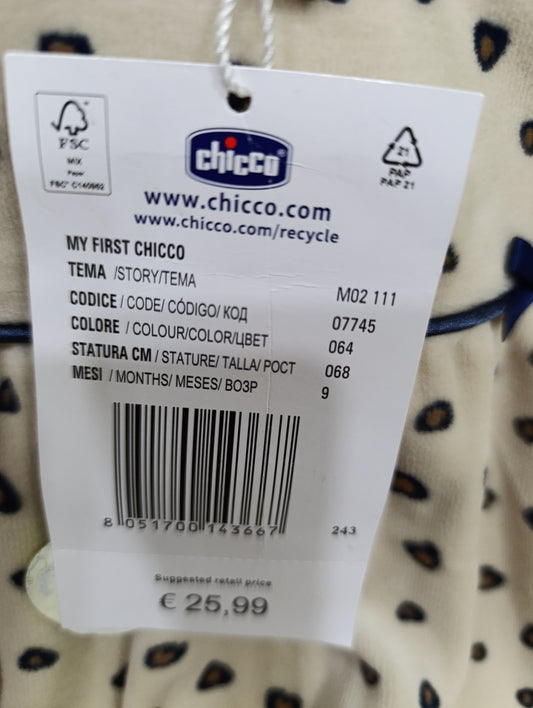 FSC
MIX
Paper
FSC® C140962
chicco
21
PAP
PAP 21
www.chicco.com
www.chicco.com/recycle
MY FIRST CHICCO
TEMA /STORY/TEMA M02 111
CODICE / CODE/ CÓDIGO/ КОД 07745
COLORE / COLOUR/COLOR/ЦВЕТ 064
STATURA CM / STATURE/ TALLA/ РОСТ 068
MESI / MONTHS/ MESES/ ВОЗР 9
8 051700 143667
243
Suggested retail price
€ 25,99